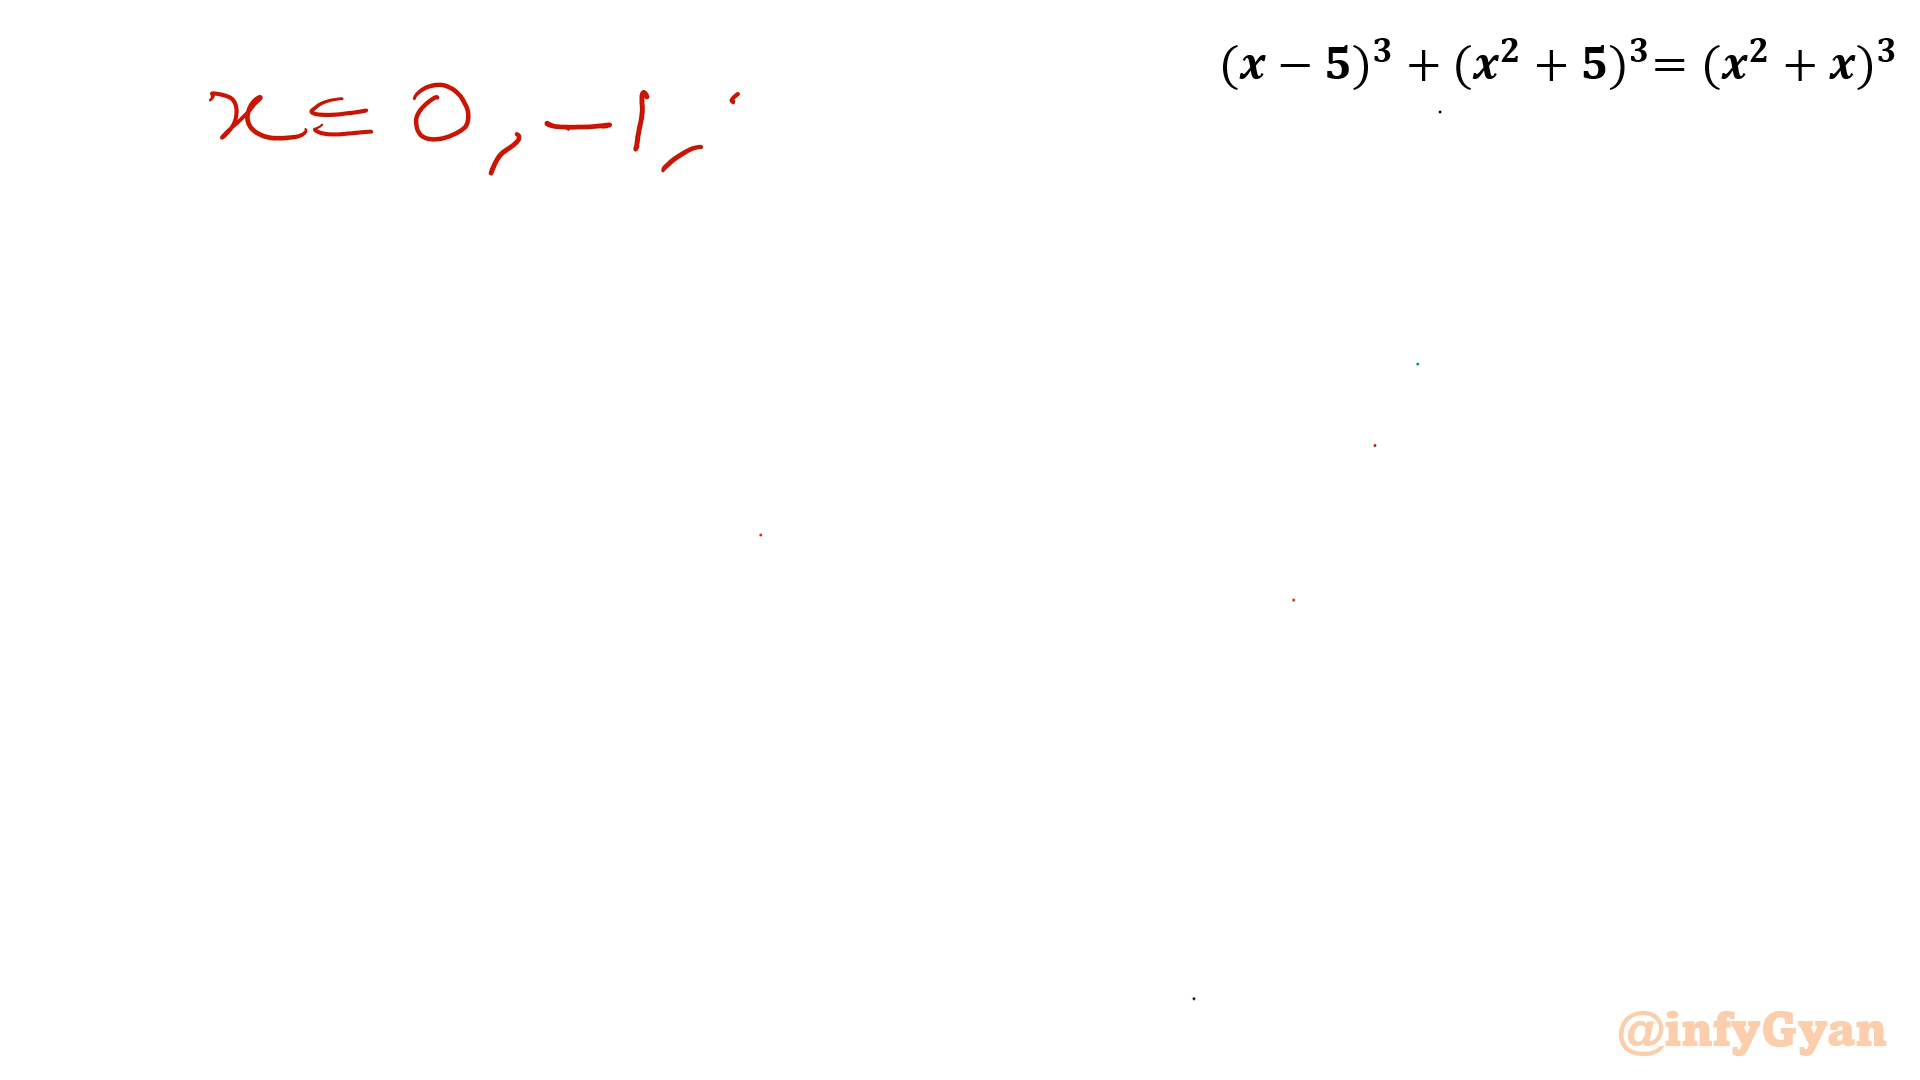 (x − 5)³ + (x² + 5)³ = (x² + x)³
x = 0, −1,
@infyGyan